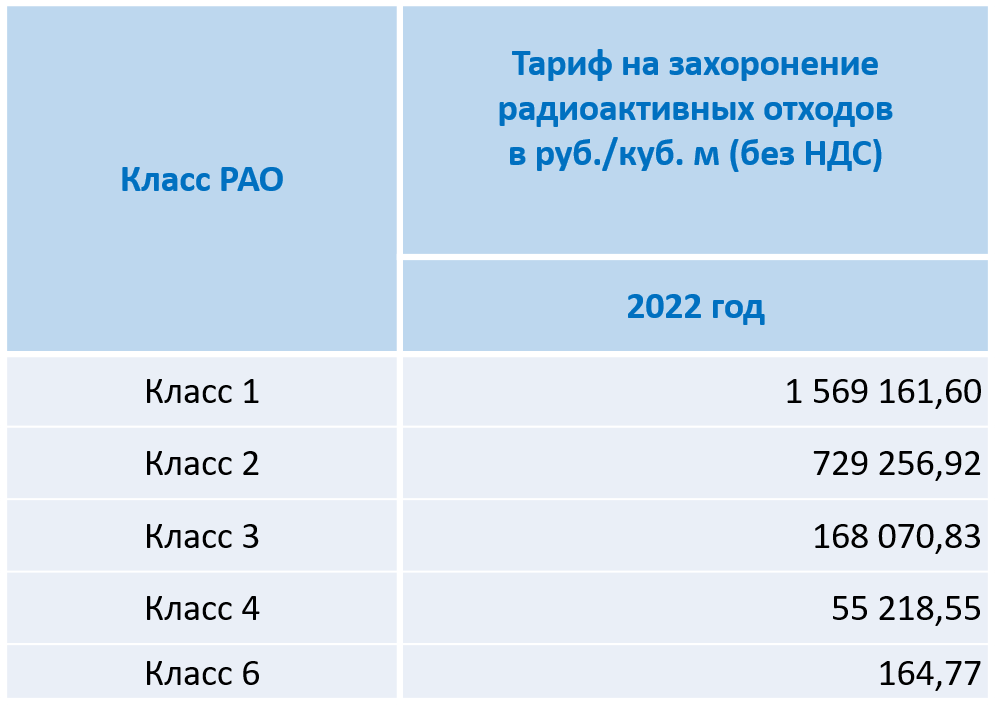 Класс РАО
Тариф на захоронение
радиоактивных отходов
в руб./куб. м (без НДС)
2022 год
Класс 1 1 569 161,60
Класс 2 729 256,92
Класс 3 168 070,83
Класс 4 55 218,55
Класс 6 164,77